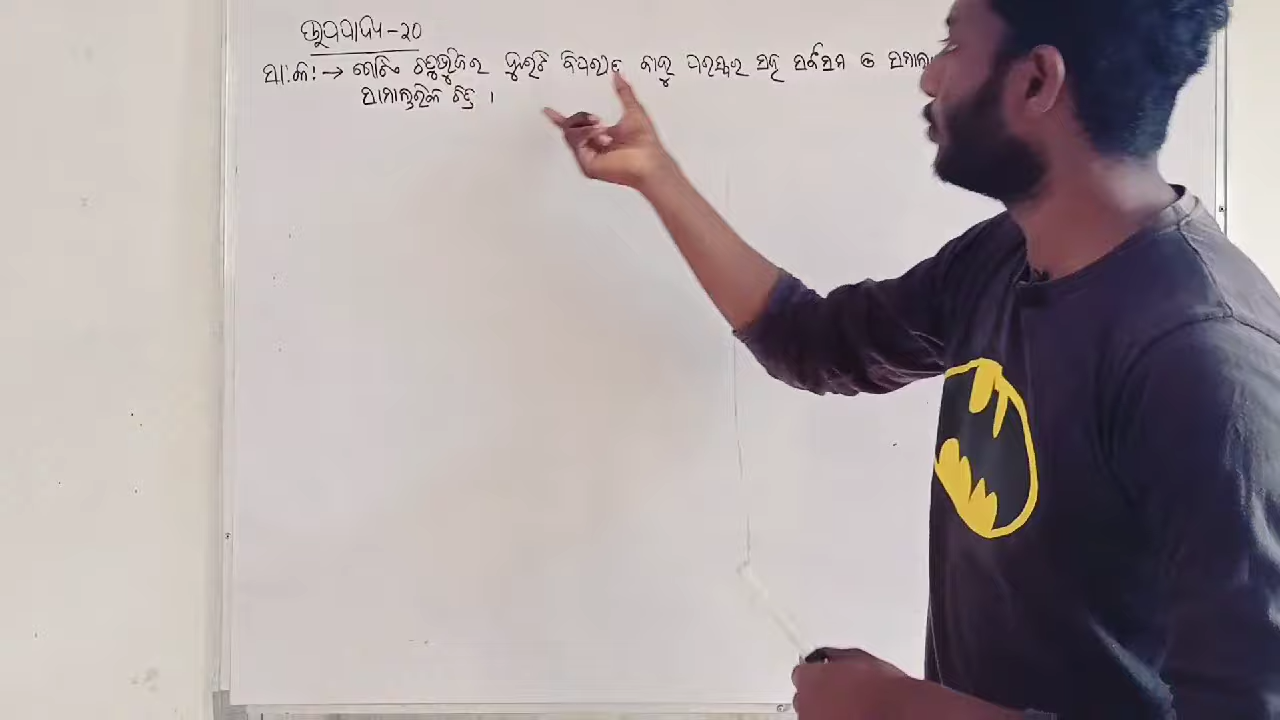 ଉପପାଦ୍ୟ-୨୦
ସା.କ: → ଗୋଟିଏ ଚତୁର୍ଭୁଜର ଦୁଇଟି ବିପରୀତ ବାହୁ ପରସ୍ପର ସହ ସର୍ବସମ ଓ
ସାମାନ୍ତରିକ ଚିତ୍ର ।